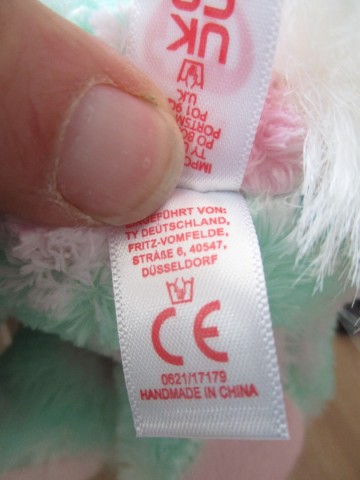 UK
IMPO
TY U
PO BO
PORTSM
PO1 9
U.K.
EINGEFÜHRT VON:
TY DEUTSCHLAND,
FRITZ-VOMFELDE,
STRAßE 6, 40547,
DÜSSELDORF
CE
0621/17179
HANDMADE IN CHINA